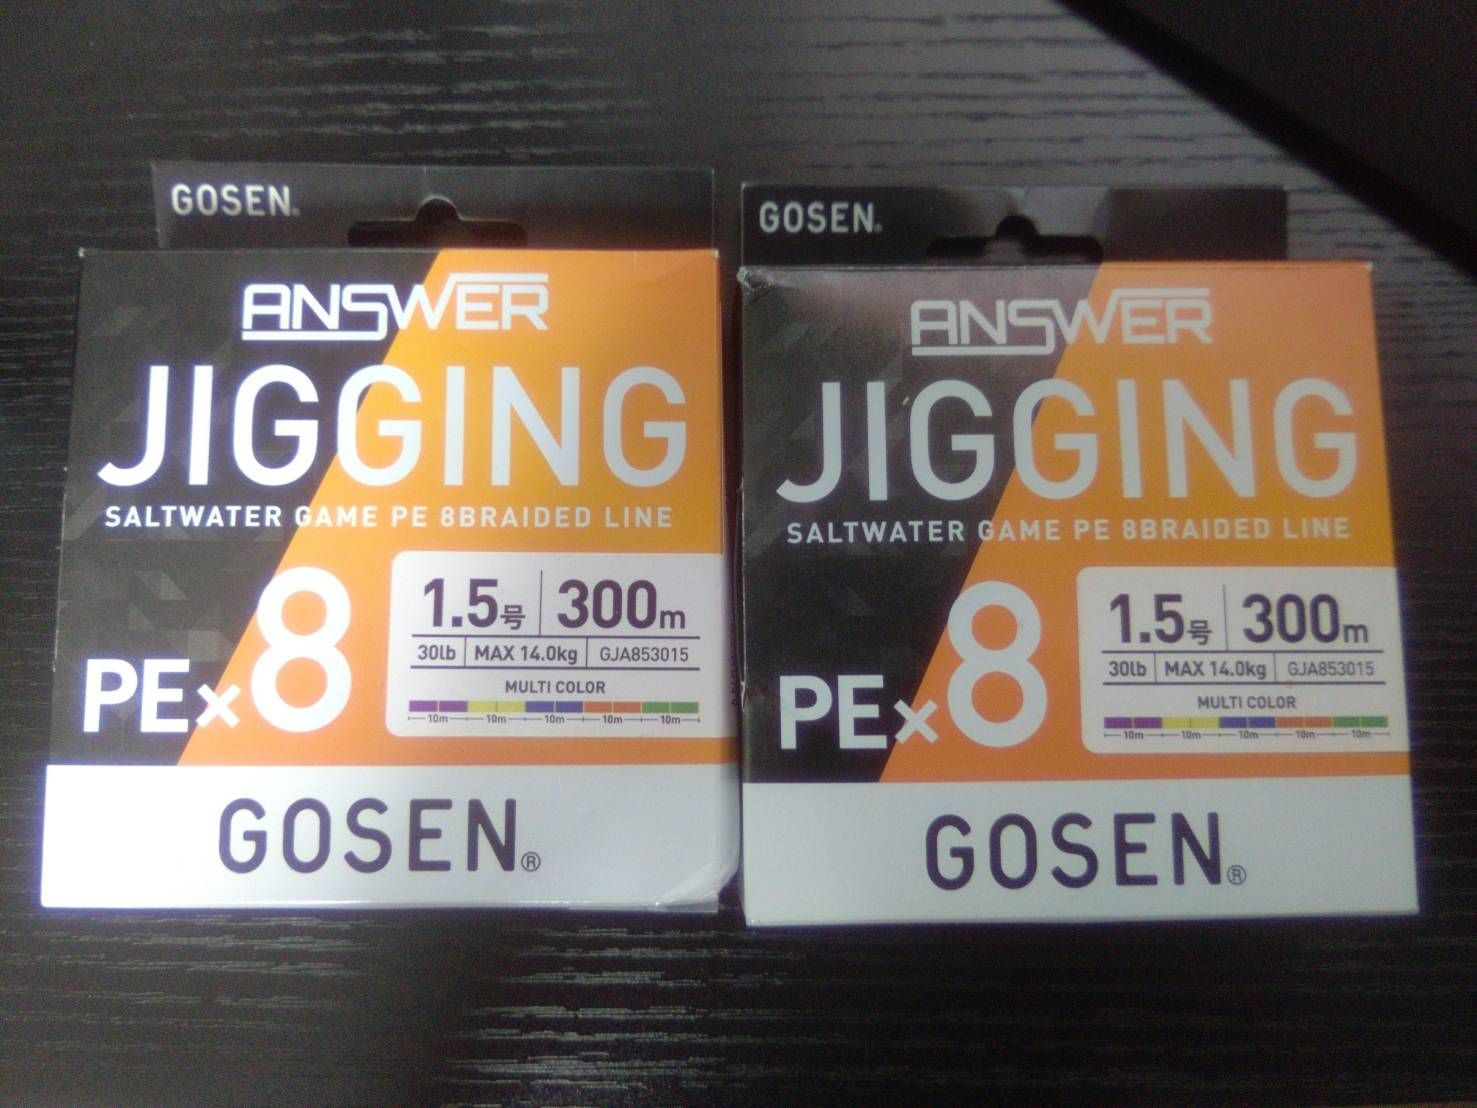 GOSEN®
ANSWER
JIGGING
SALTWATER GAME PE 8BRAIDED LINE
PE×8
1.5号 300m
30lb MAX 14.0kg GJA853015
MULTI COLOR
10m 10m 10m 10m 10m
GOSEN®
GOSEN®
ANSWER
JIGGING
SALTWATER GAME PE 8BRAIDED LINE
PE×8
1.5号 300m
30lb MAX 14.0kg GJA853015
MULTI COLOR
10m 10m 10m 10m 10m
GOSEN®